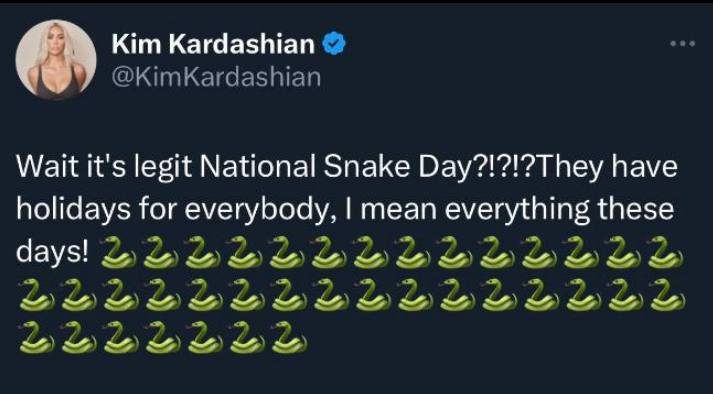 Kim Kardashian
@KimKardashian
Wait it's legit National Snake Day?!?!?They have
holidays for everybody, I mean everything these
days! 🐍🐍🐍🐍🐍🐍🐍🐍🐍🐍🐍🐍🐍🐍
🐍🐍🐍🐍🐍🐍🐍🐍🐍🐍🐍🐍🐍🐍🐍🐍
🐍🐍🐍🐍🐍🐍🐍